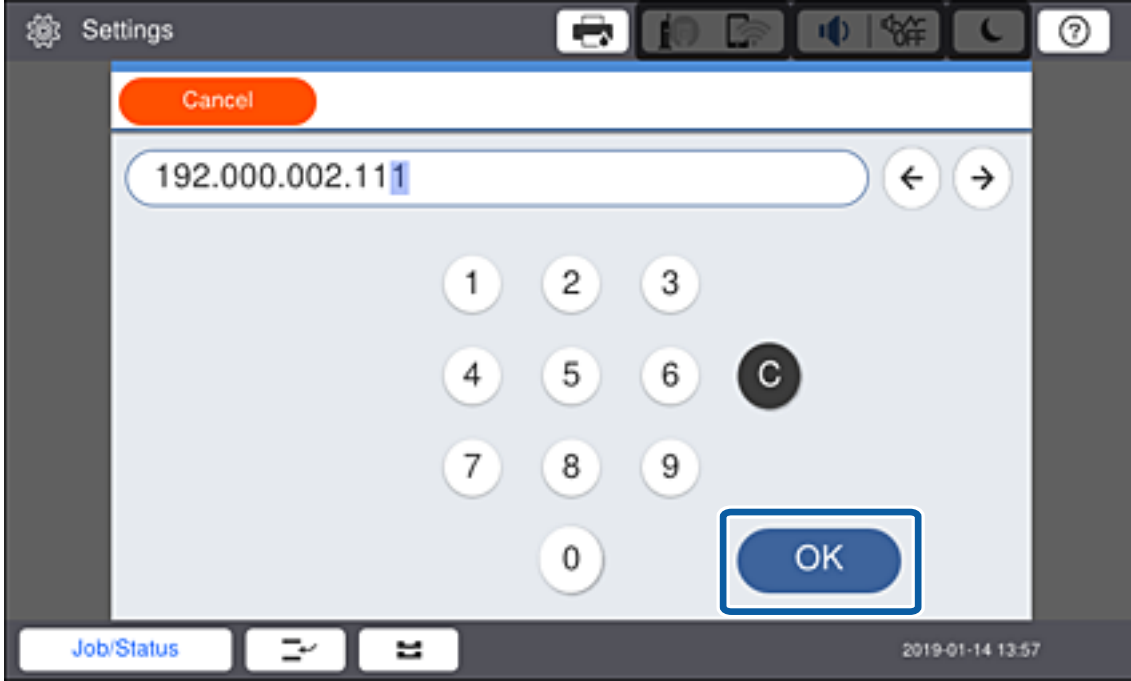 Settings
OFF
?
Cancel
192.000.002.111
1 2 3
4 5 6 C
7 8 9
0 OK
Job/Status
2019-01-14 13:57